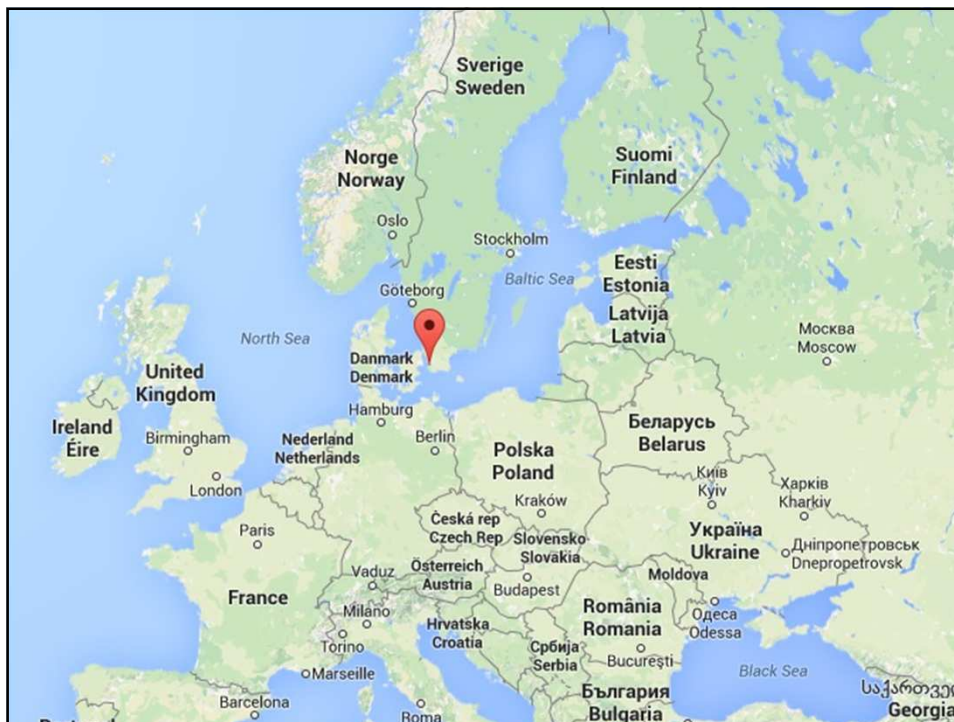 Sverige
Sweden
Norge
Norway
Suomi
Finland
Oslo
Stockholm
Baltic Sea
Eesti
Estonia
Göteborg
Latvija
Latvia
North Sea
Москва
Moscow
Danmark
Denmark
United
Kingdom
Hamburg
Беларусь
Belarus
Ireland
Éire
Birmingham
Nederland
Netherlands
Berlin
Polska
Poland
London
Київ
Kyiv
Харків
Kharkiv
Kraków
Paris
Česká rep
Czech Rep
Slovensko
Slovakia
Україна
Ukraine
Дніпропетровськ
Dnepropetrovsk
Vaduz
Österreich
Austria
Moldova
Budapest
France
Milano
România
Romania
Одеса
Odessa
Hrvatska
Croatia
Torino
Србија
Serbia
București
Marseille
Black Sea
Barcelona
Roma
България
Bulgaria
Georgia